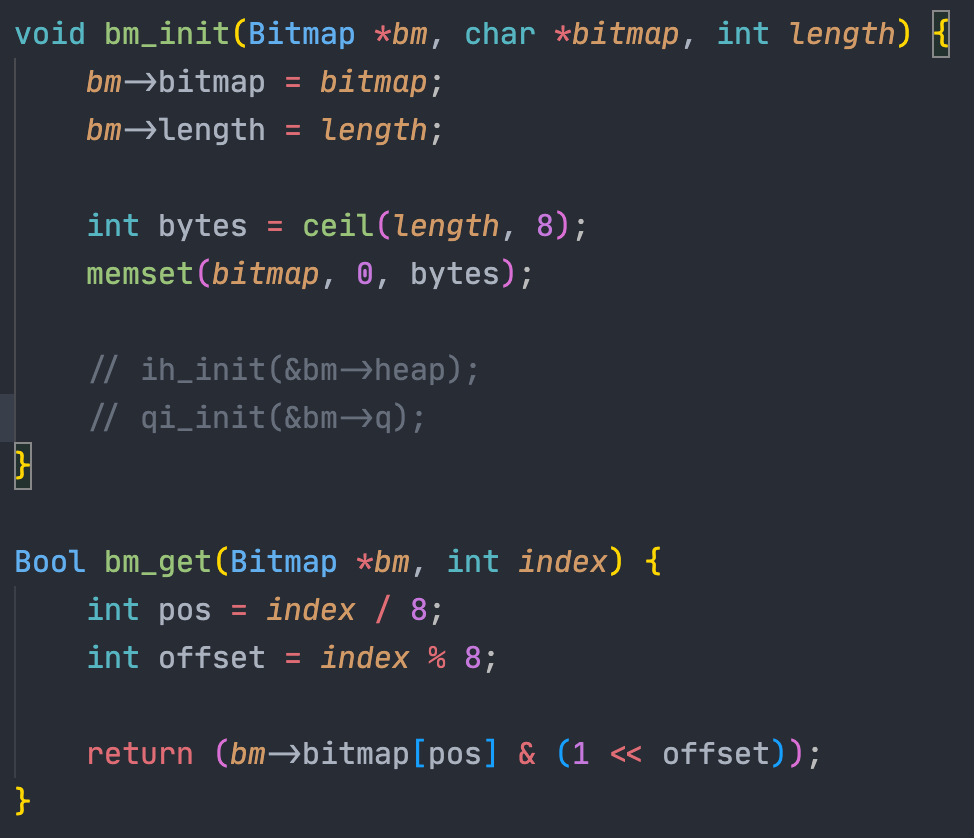 void bm_init(Bitmap *bm, char *bitmap, int length) {
    bm->bitmap = bitmap;
    bm->length = length;

    int bytes = ceil(length, 8);
    memset(bitmap, 0, bytes);

    // ih_init(&bm->heap);
    // qi_init(&bm->q);
}

Bool bm_get(Bitmap *bm, int index) {
    int pos = index / 8;
    int offset = index % 8;

    return (bm->bitmap[pos] & (1 << offset));
}